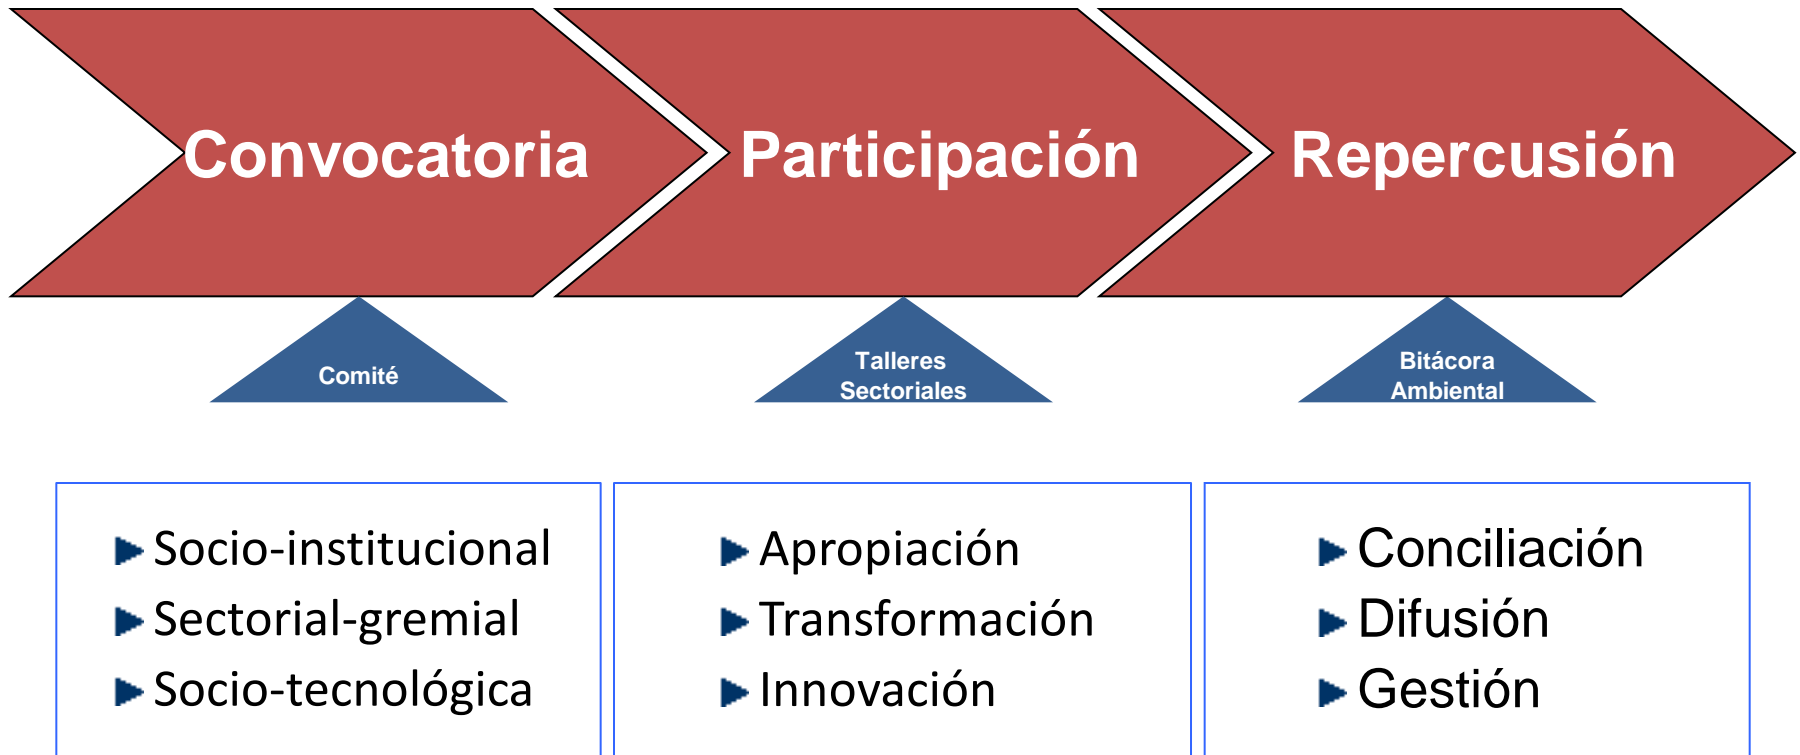 Convocatoria
Participación
Repercusión
Comité
Talleres
Sectoriales
Bitácora
Ambiental
Socio-institucional
Sectorial-gremial
Socio-tecnológica
Apropiación
Transformación
Innovación
Conciliación
Difusión
Gestión